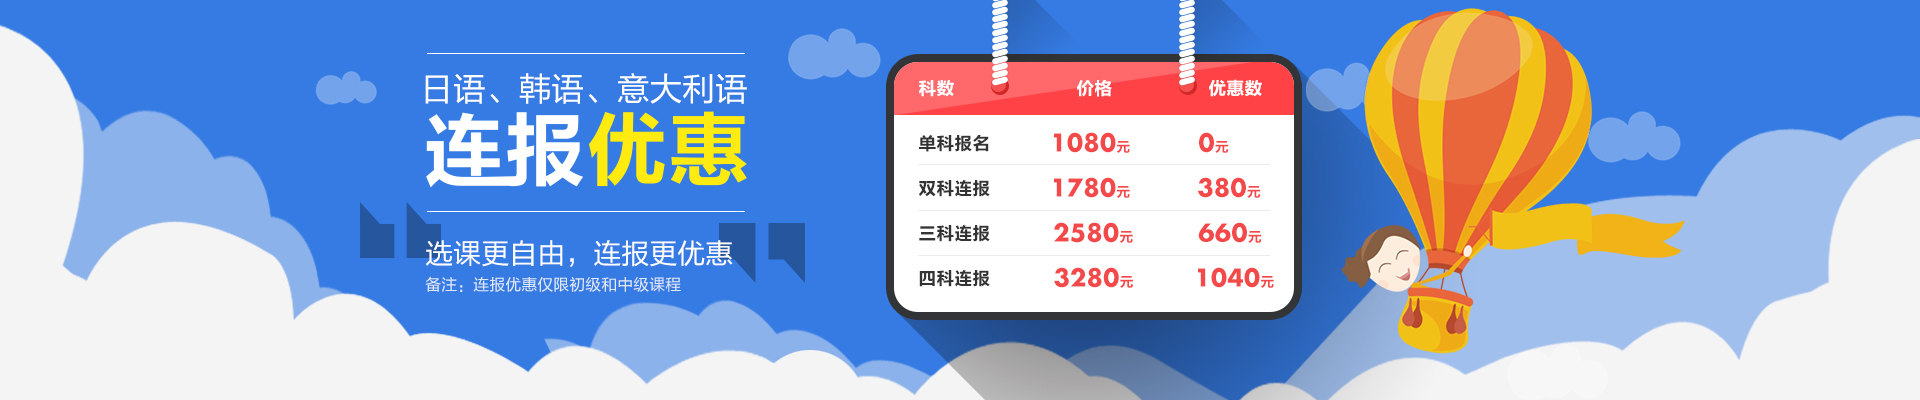 日语、韩语、意大利语
连报优惠
选课更自由，连报更优惠
备注：连报优惠仅限初级和中级课程
科数 价格 优惠数
单科报名 1080元 0元
双科连报 1780元 380元
三科连报 2580元 660元
四科连报 3280元 1040元